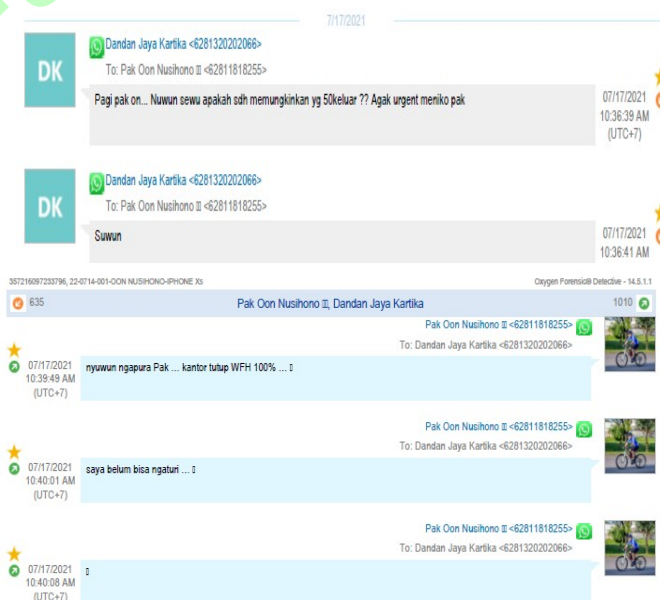 7/17/2021
DK
Dandan Jaya Kartika <6281320202066>
To: Pak Oon Nusihono ▯ <62811818255>
Pagi pak on... Nuwun sewu apakah sdh memungkinkan yg 50keluar ?? Agak urgent meniko pak
07/17/2021
10:36:39 AM
(UTC+7)
DK
Dandan Jaya Kartika <6281320202066>
To: Pak Oon Nusihono ▯ <62811818255>
Suwun
07/17/2021
10:36:41 AM
357216097233796, 22-0714-001-OON NUSIHONO-IPHONE Xs
Oxygen Forensic® Detective - 14.5.1.1
635
Pak Oon Nusihono ▯, Dandan Jaya Kartika
1010
Pak Oon Nusihono ▯ <62811818255>
To: Dandan Jaya Kartika <6281320202066>
07/17/2021
10:39:49 AM
(UTC+7)
nyuwun ngapura Pak ... kantor tutup WFH 100% ... ▯
Pak Oon Nusihono ▯ <62811818255>
To: Dandan Jaya Kartika <6281320202066>
07/17/2021
10:40:01 AM
(UTC+7)
saya belum bisa ngaturi ... ▯
Pak Oon Nusihono ▯ <62811818255>
To: Dandan Jaya Kartika <6281320202066>
07/17/2021
10:40:08 AM
(UTC+7)
▯